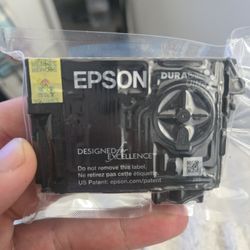 EPSON
DURA
DESIGNED for
EXCELLENCE
Do not remove this label.
Ne retirez pas cette étiquette.
US Patent: epson.com/patent